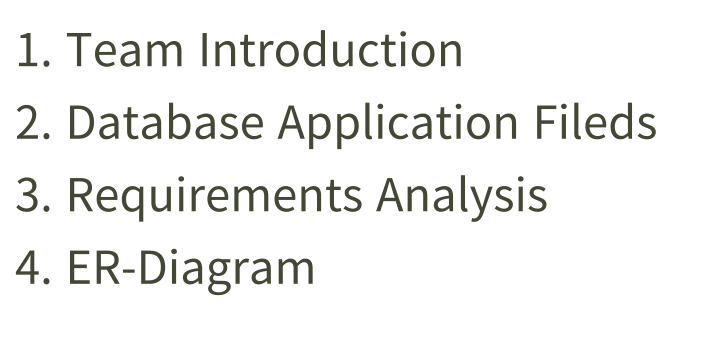 1. Team Introduction
2. Database Application Fileds
3. Requirements Analysis
4. ER-Diagram